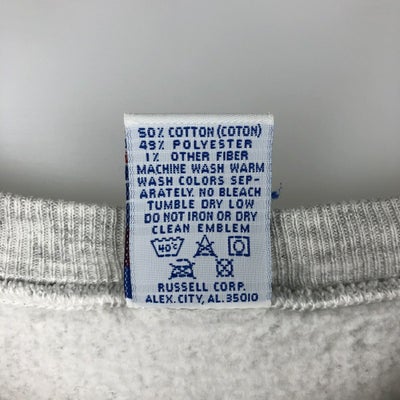 50% COTTON (COTON)
49% POLYESTER
1% OTHER FIBER
MACHINE WASH WARM
WASH COLORS SEP-
ARATELY. NO BLEACH
TUMBLE DRY LOW
DO NOT IRON OR DRY
CLEAN EMBLEM
40°C
RUSSELL CORP.
ALEX. CITY, AL. 35010